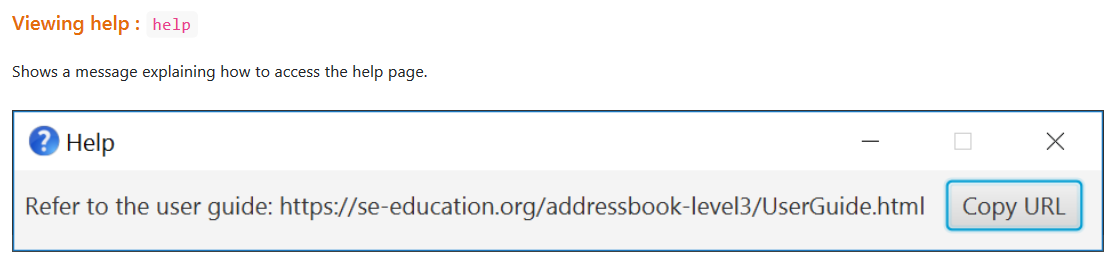 Viewing help : help
Shows a message explaining how to access the help page.
Help
Refer to the user guide: https://se-education.org/addressbook-level3/UserGuide.html Copy URL